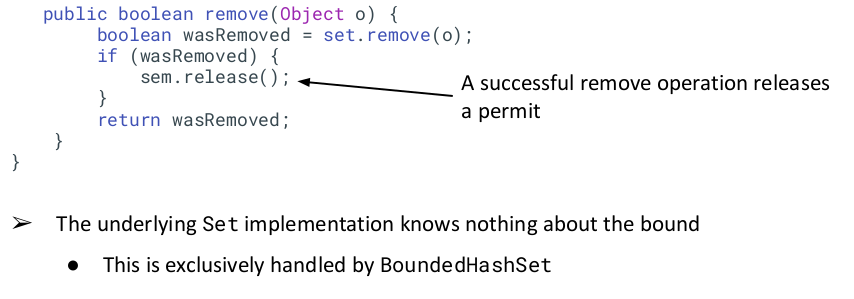 public boolean remove(Object o) {
boolean wasRemoved = set.remove(o);
if (wasRemoved) {
sem.release();
}
return wasRemoved;
}
}
A successful remove operation releases
a permit
➢ The underlying Set implementation knows nothing about the bound
● This is exclusively handled by BoundedHashSet